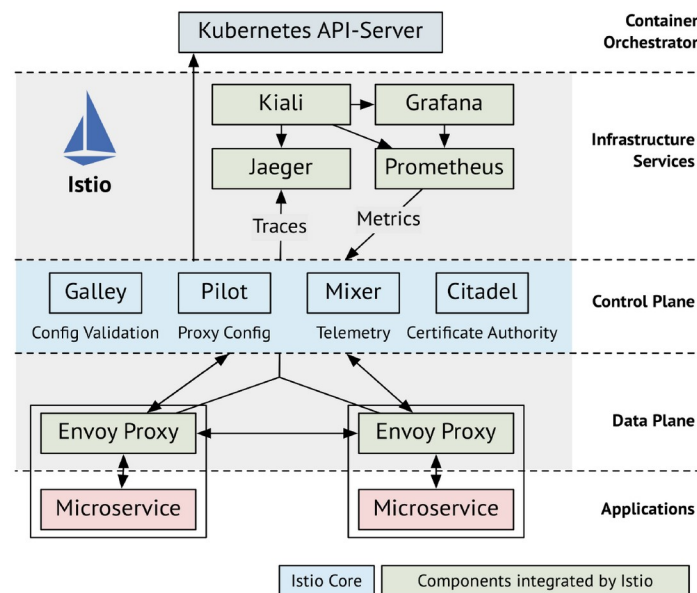 Kubernetes API-Server
Container
Orchestrator
Kiali
Grafana
Infrastructure
Services
Istio
Jaeger
Prometheus
Traces
Metrics
Galley
Pilot
Mixer
Citadel
Control Plane
Config Validation
Proxy Config
Telemetry
Certificate Authority
Envoy Proxy
Envoy Proxy
Data Plane
Microservice
Microservice
Applications
Istio Core
Components integrated by Istio